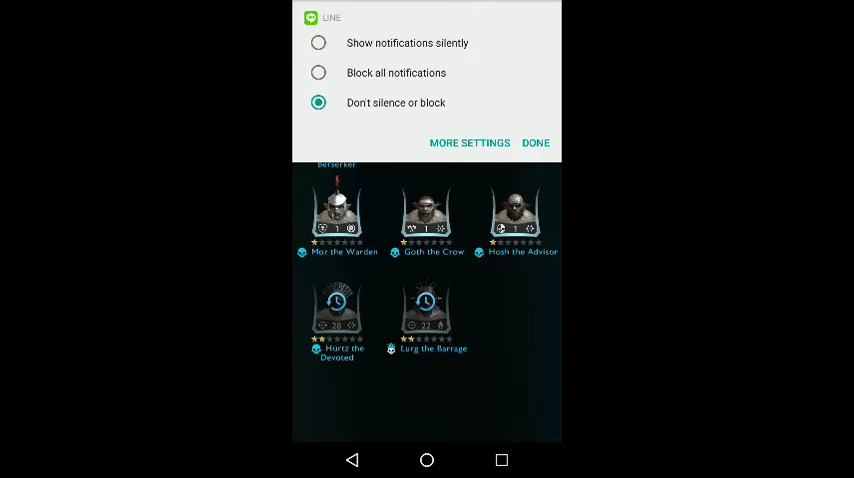 LINE
Show notifications silently
Block all notifications
Don't silence or block
MORE SETTINGS DONE
Berserker
1 1 1
Moz the Warden Goth the Crow Hosh the Advisor
28 22
Hurtz the Devoted
Lurg the Barrage